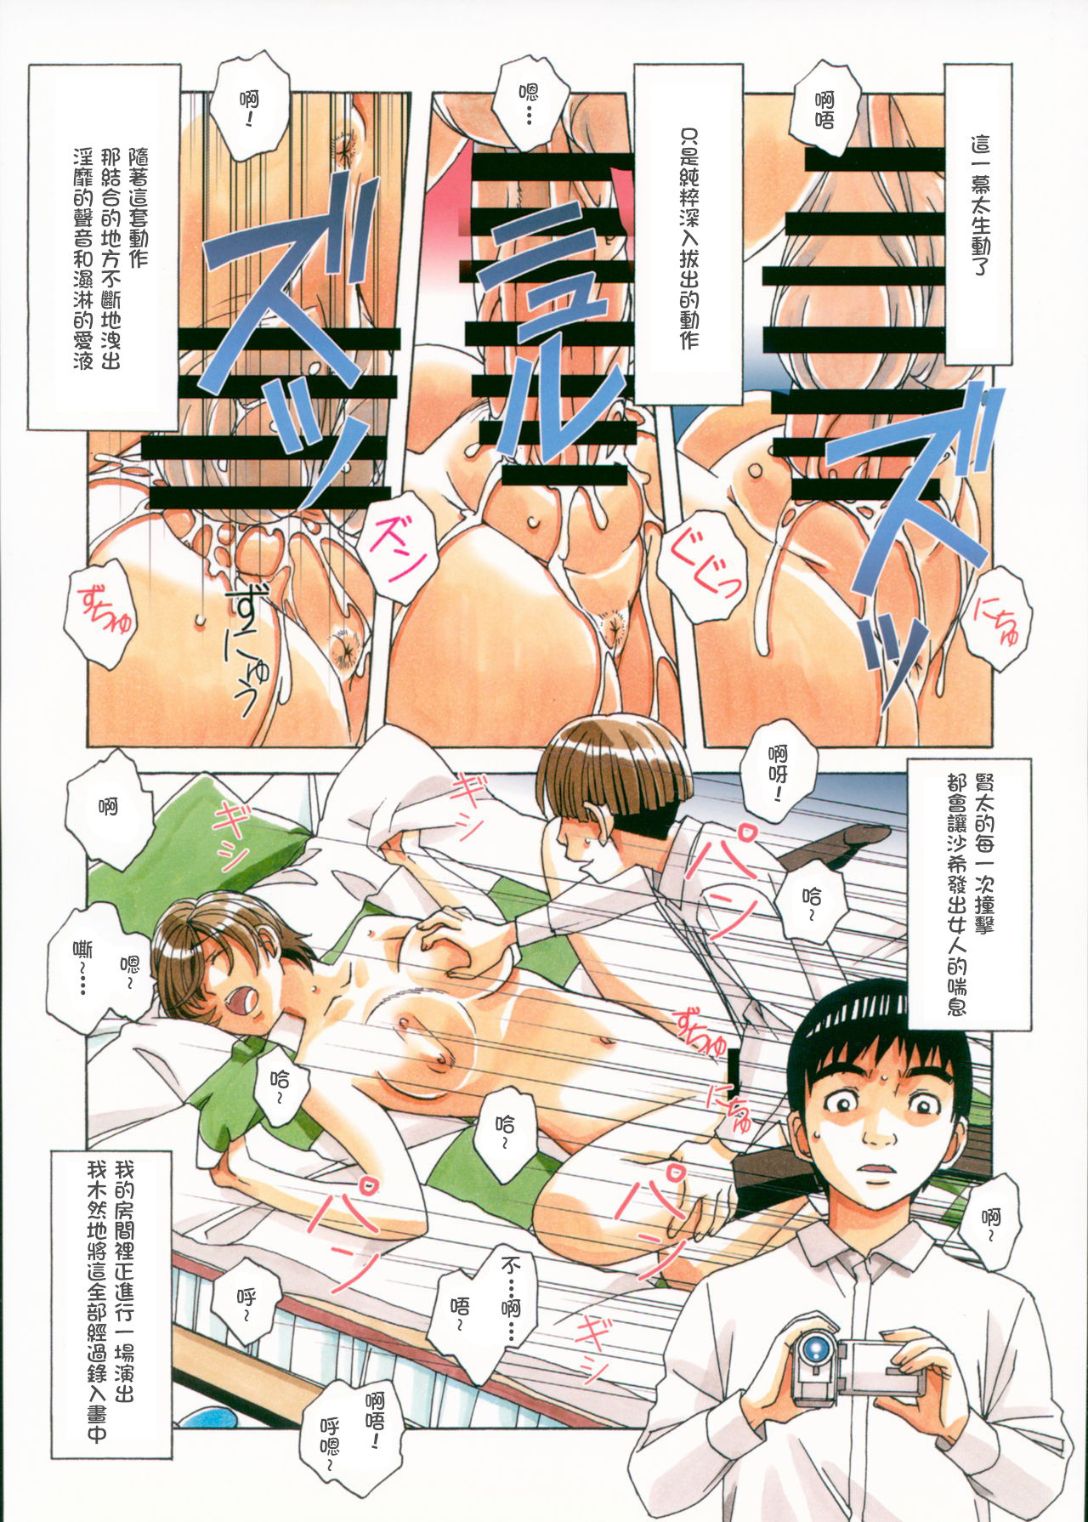 這一幕太生動了
啊唔
ズッ
じじっ
にちゅ
只是純粹深入拔出的動作
嗯…
ニュル
ズン
啊！
ズズッ
隨著這套動作
那結合的地方不斷地洩出
淫靡的聲音和濕淋的愛液
ずちゅ
ずにゅう
賢太的每一次撞擊
都會讓沙希發出女人的喘息
啊呀！
哈~
パン
ギシ
ギシ
啊
嗯~
嘶~…
ずちゅ
にちゅ
哈~
哈~
パン
パン
啊~
不…啊…
唔~
ギシ
呼~
啊唔！
呼嗯~
我的房間裡正進行一場演出
我木然地將這全部經過錄入畫中